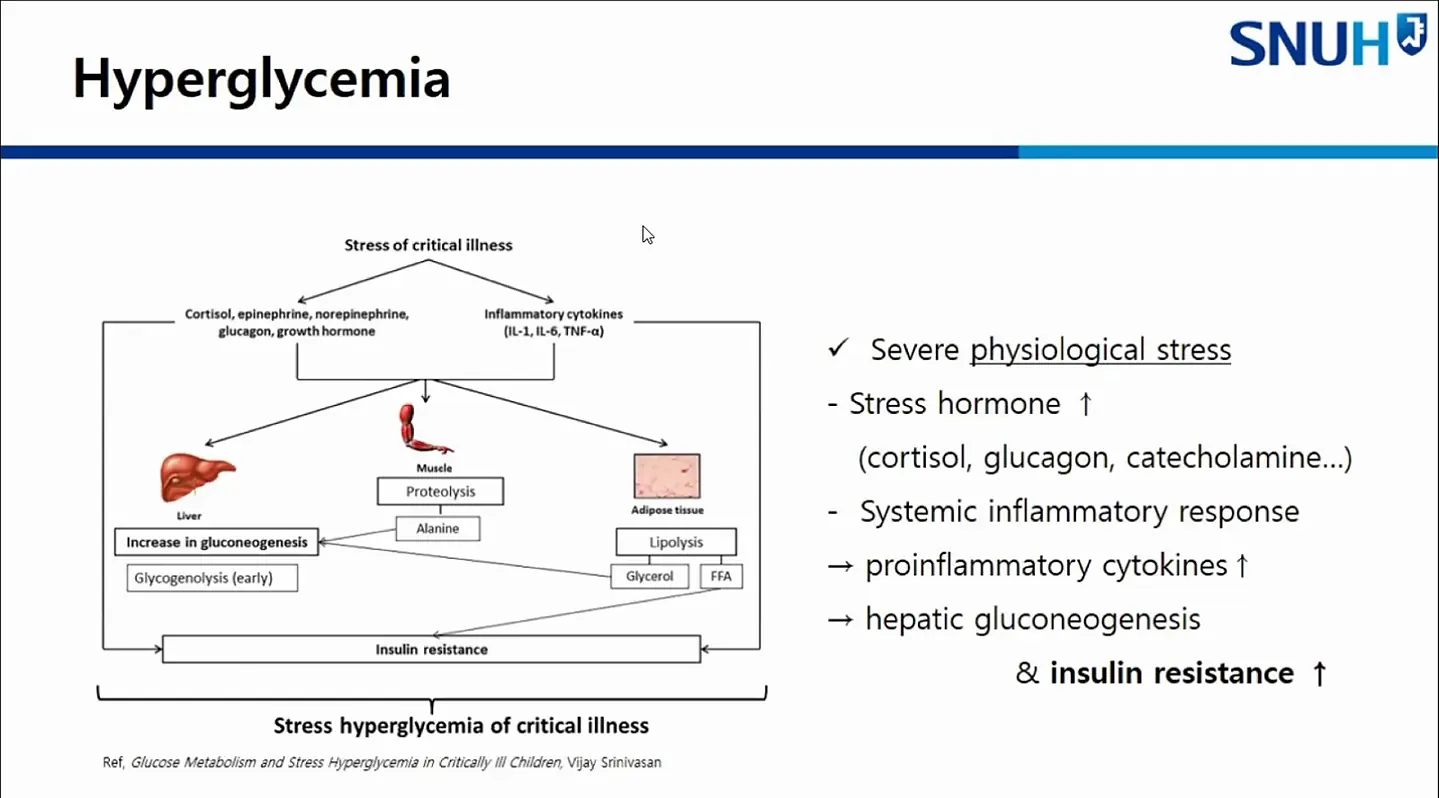 SNUH
Hyperglycemia
Stress of critical illness
Cortisol, epinephrine, norepinephrine,
glucagon, growth hormone
Inflammatory cytokines
(IL-1, IL-6, TNF-α)
Liver
Increase in gluconeogenesis
Glycogenolysis (early)
Muscle
Proteolysis
Alanine
Adipose tissue
Lipolysis
Glycerol
FFA
Insulin resistance
Stress hyperglycemia of critical illness
Ref, Glucose Metabolism and Stress Hyperglycemia in Critically Ill Children, Vijay Srinivasan
✓ Severe physiological stress
- Stress hormone ↑
(cortisol, glucagon, catecholamine...)
- Systemic inflammatory response
→ proinflammatory cytokines ↑
→ hepatic gluconeogenesis
& insulin resistance ↑